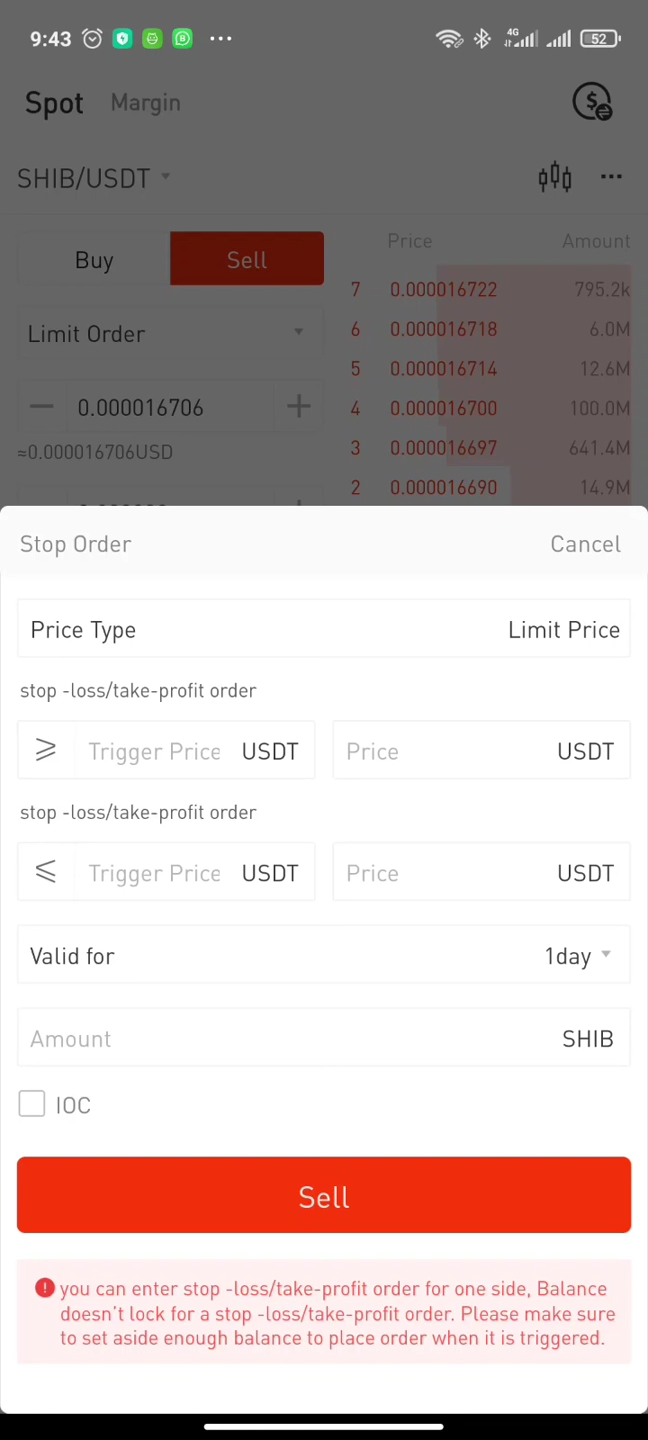 9:43
4G
52
Spot Margin
SHIB/USDT
Buy Sell
Price Amount
7 0.000016722 795.2k
6 0.000016718 6.0M
5 0.000016714 12.6M
4 0.000016700 100.0M
3 0.000016697 641.4M
2 0.000016690 14.9M
Limit Order
0.000016706
≈0.000016706USD
Stop Order Cancel
Price Type Limit Price
stop -loss/take-profit order
≥ Trigger Price USDT Price USDT
stop -loss/take-profit order
≤ Trigger Price USDT Price USDT
Valid for 1day
Amount SHIB
IOC
Sell
you can enter stop -loss/take-profit order for one side, Balance
doesn't lock for a stop -loss/take-profit order. Please make sure
to set aside enough balance to place order when it is triggered.